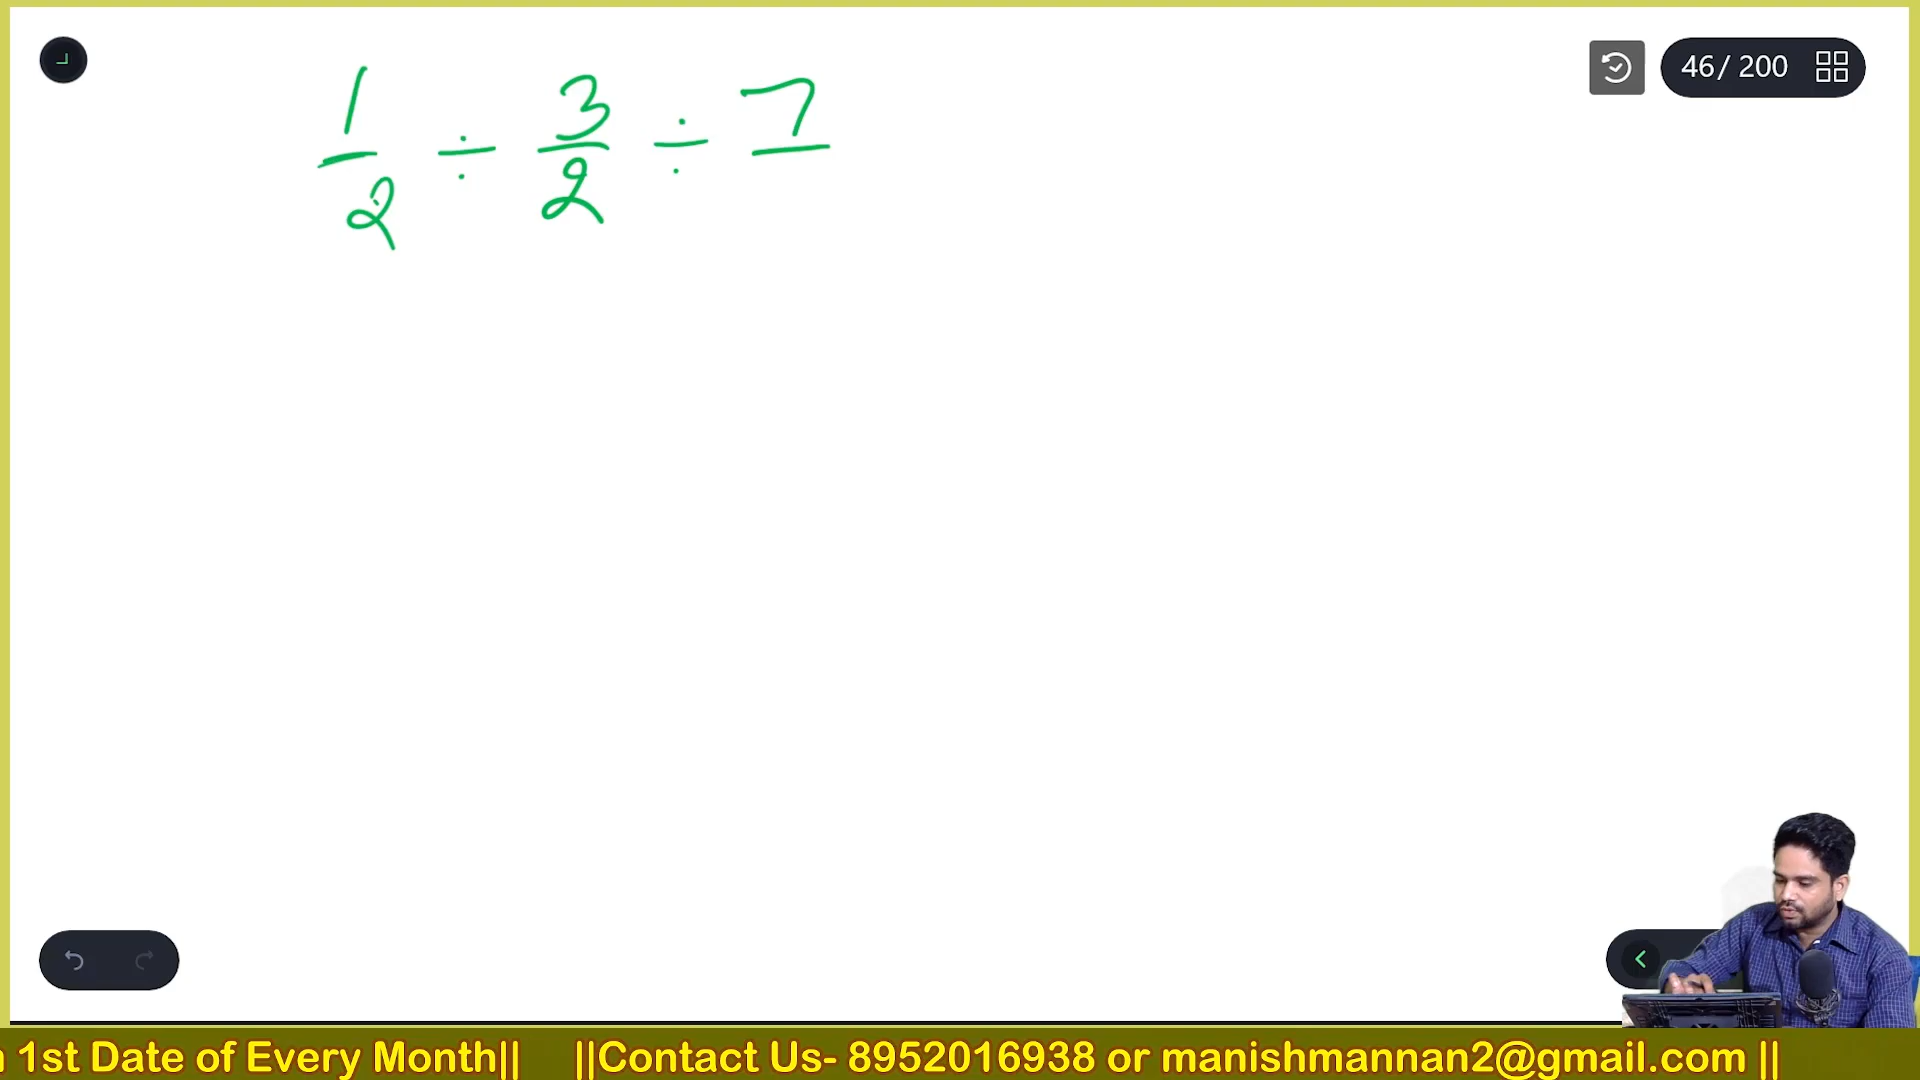 46/ 200
1/2 ÷ 3/2 ÷ 7/
1st Date of Every Month|| ||Contact Us- 8952016938 or manishmannan2@gmail.com ||